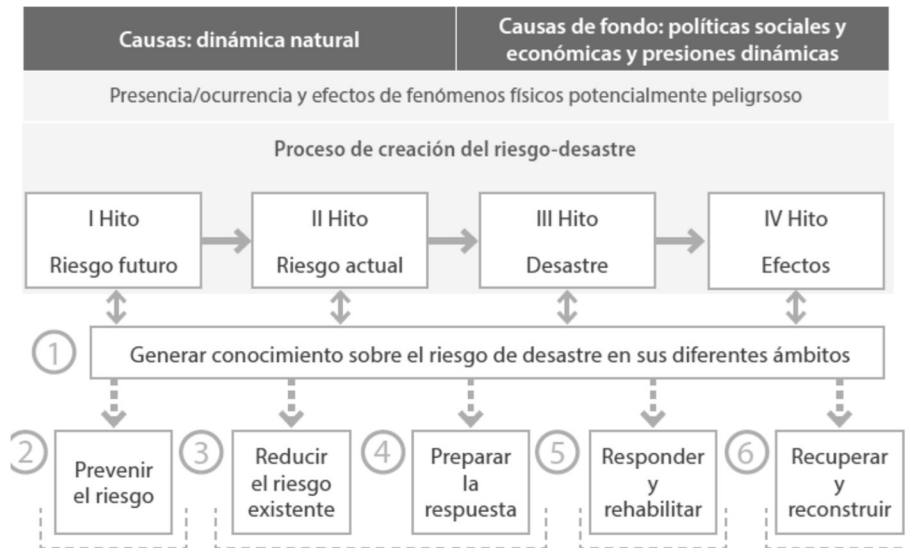 Causas: dinámica natural
Causas de fondo: políticas sociales y
económicas y presiones dinámicas
Presencia/ocurrencia y efectos de fenómenos físicos potencialmente peligrsoso
Proceso de creación del riesgo-desastre
I Hito
Riesgo futuro
II Hito
Riesgo actual
III Hito
Desastre
IV Hito
Efectos
1
Generar conocimiento sobre el riesgo de desastre en sus diferentes ámbitos
2
Prevenir
el riesgo
3
Reducir
el riesgo
existente
4
Preparar
la
respuesta
5
Responder
y
rehabilitar
6
Recuperar
y
reconstruir